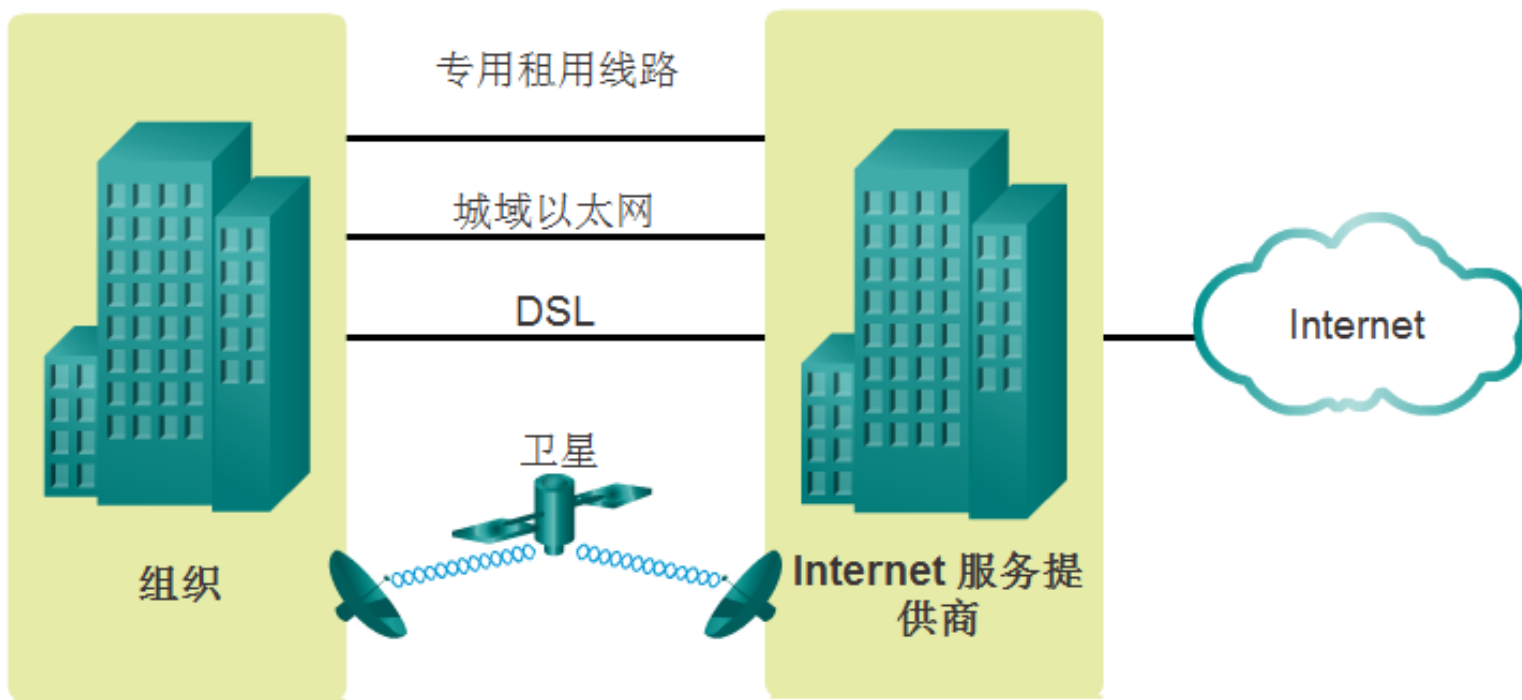 专用租用线路
城域以太网
DSL
Internet
卫星
组织
Internet 服务提
供商